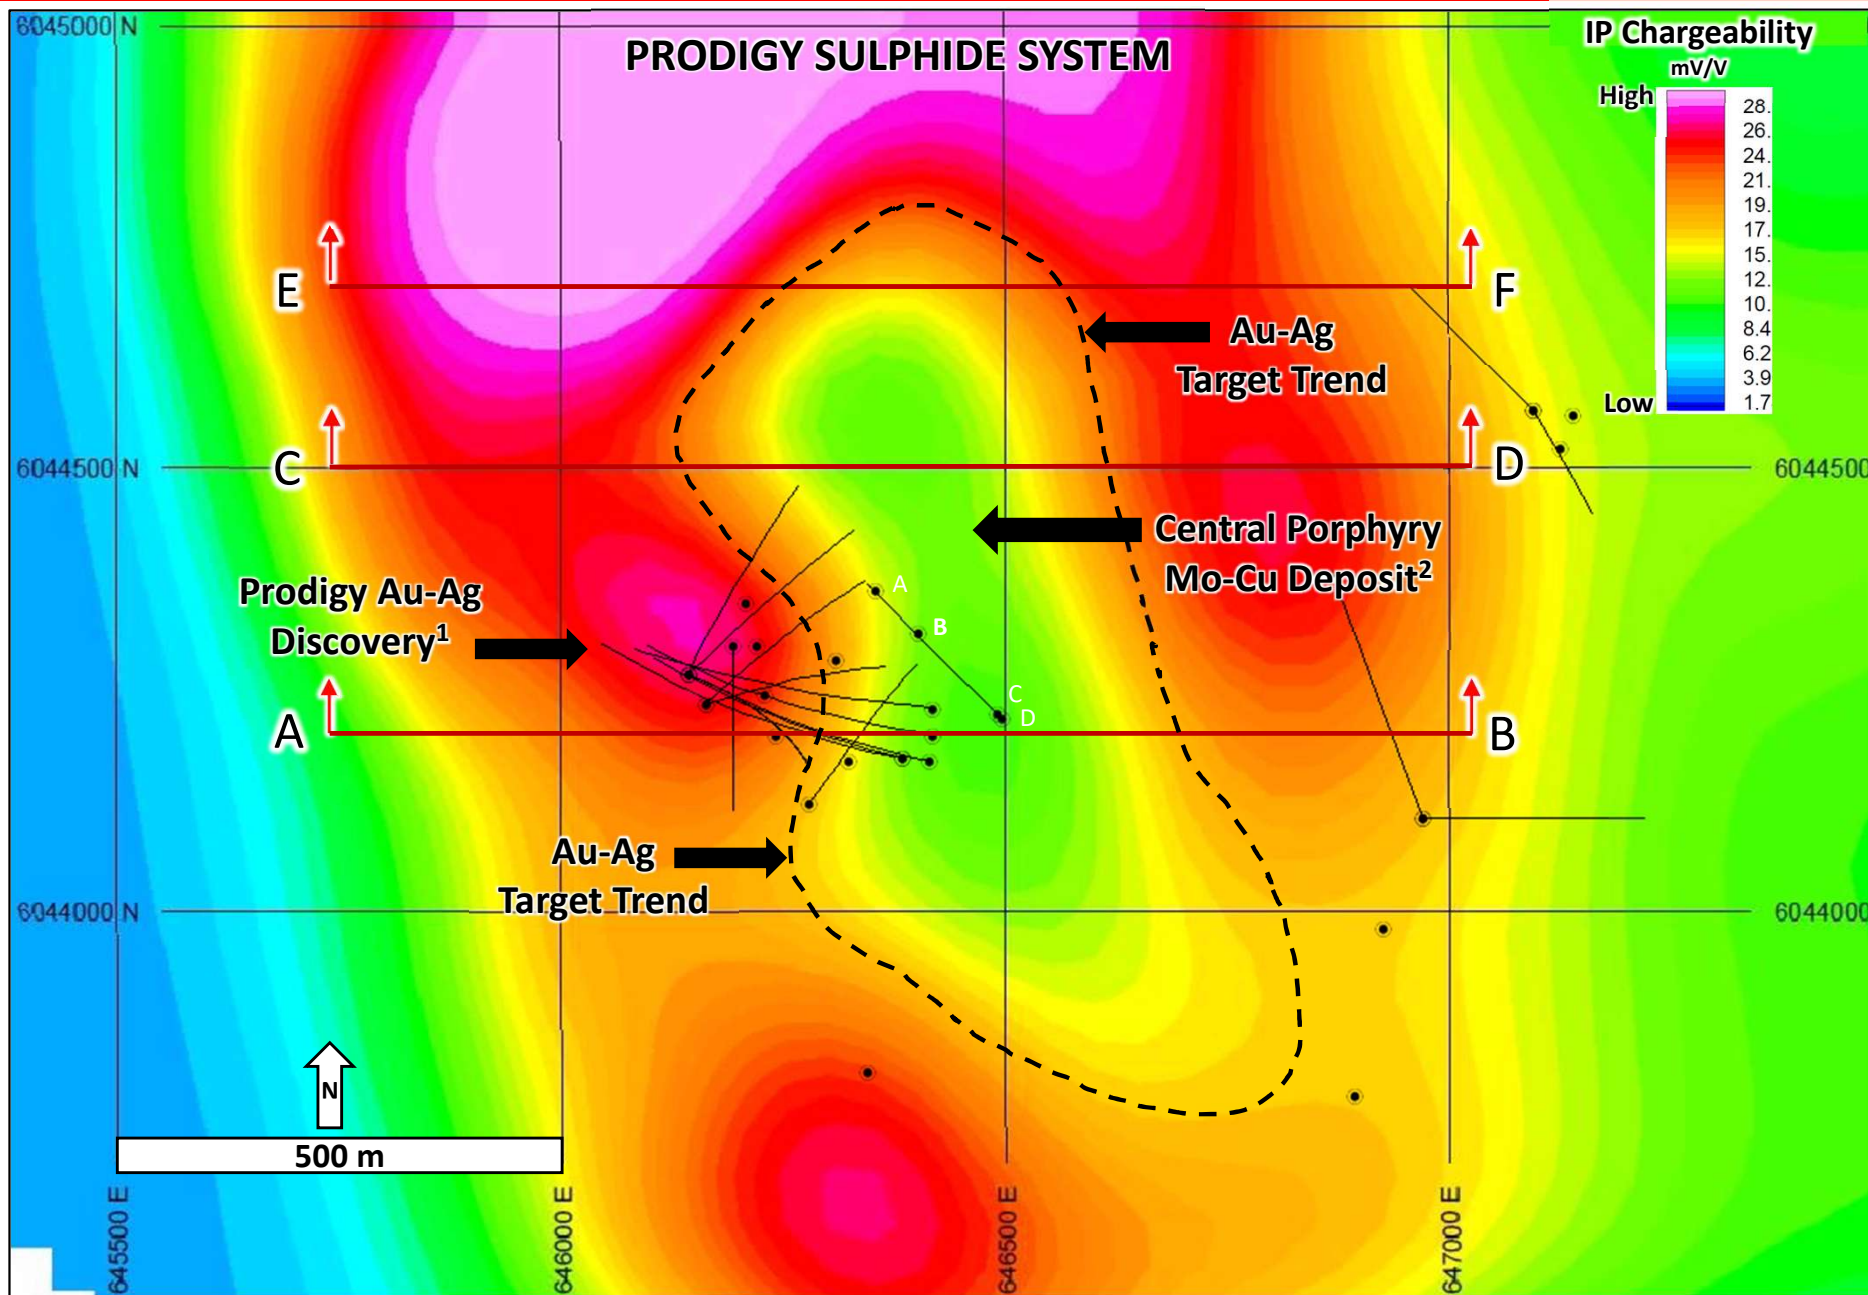 6045000 N
PRODIGY SULPHIDE SYSTEM
IP Chargeability
mV/V
High
28.
26.
24.
21.
19.
17.
15.
12.
10.
8.4
6.2
3.9
1.7
Low
E
F
Au-Ag
Target Trend
6044500 N
C
D
6044500
Central Porphyry
Mo-Cu Deposit²
Prodigy Au-Ag
Discovery¹
A
B
C
D
A
B
Au-Ag
Target Trend
6044000 N
6044000
N
500 m
645500 E
646000 E
646500 E
647000 E